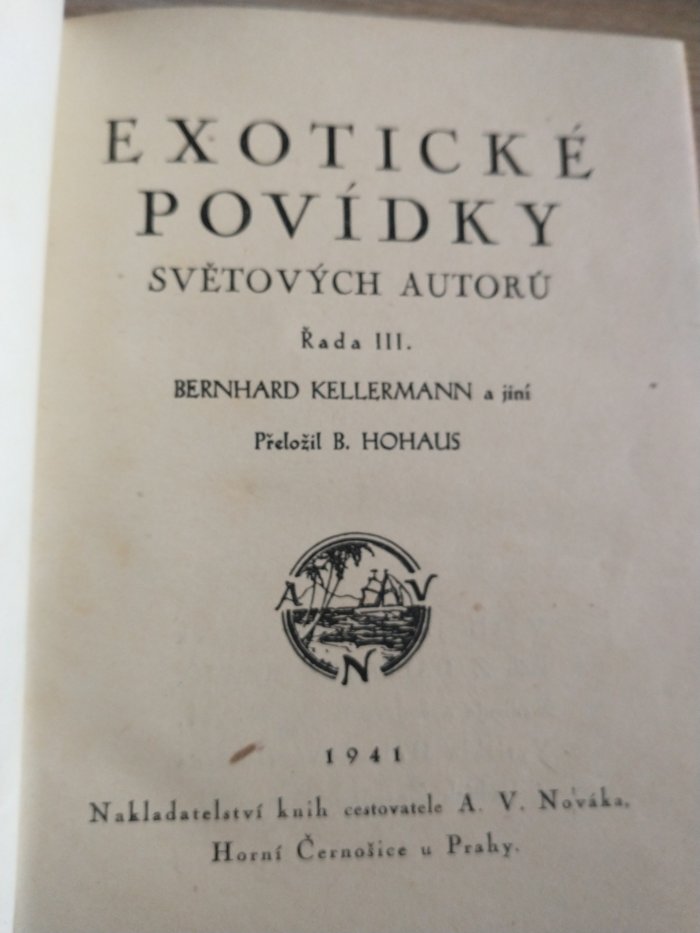 EXOTICKÉ
POVÍDKY
SVĚTOVÝCH AUTORŮ
Řada III.
BERNHARD KELLERMANN a jiní
Přeložil B. HOHAUS
A V
N
1941
Nakladatelství knih cestovatele A. V. Nováka,
Horní Černošice u Prahy.